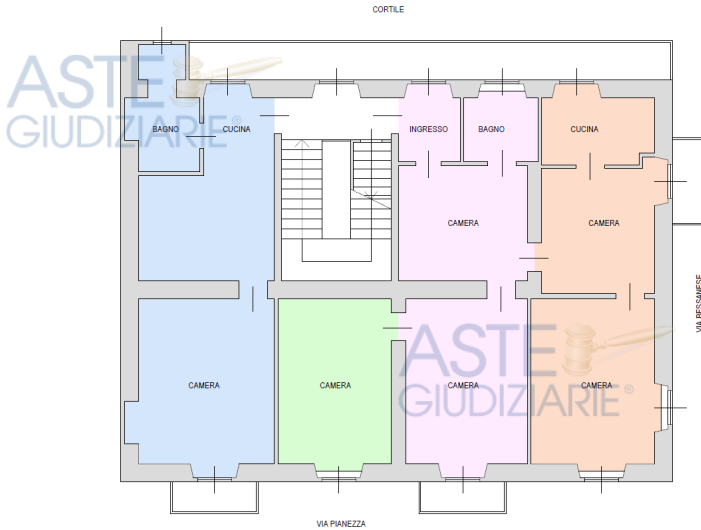 CORTILE
ASTE
GIUDIZIARIE®
BAGNO
CUCINA
INGRESSO
BAGNO
CUCINA
CAMERA
CAMERA
VIA BESSANESE
CAMERA
CAMERA
CAMERA
CAMERA
ASTE
GIUDIZIARIE®
VIA PIANEZZA